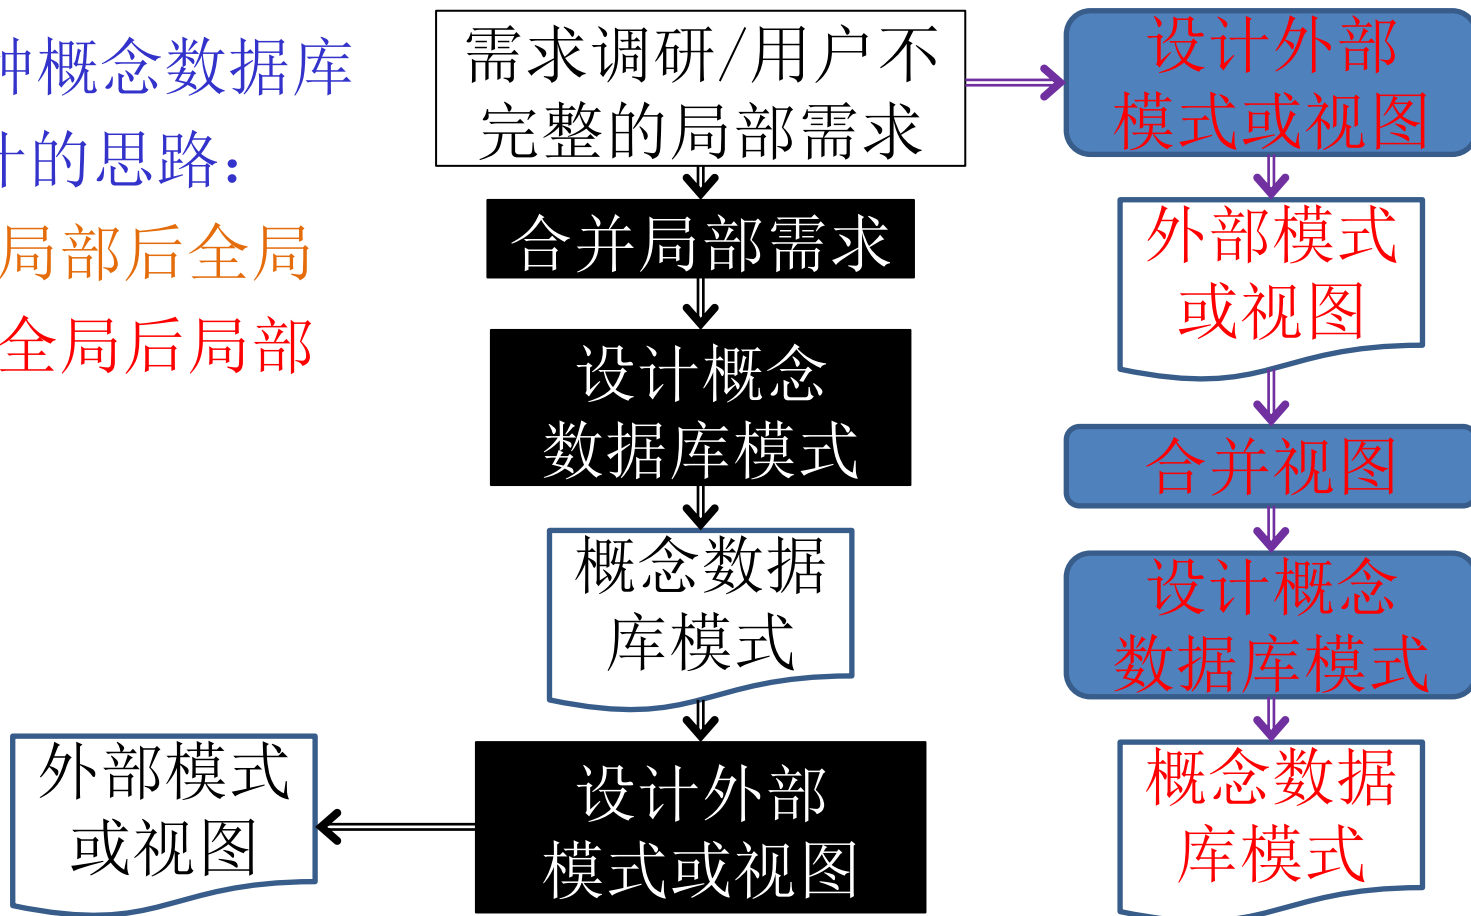 种概念数据库
计的思路：
局部后全局
全局后局部
需求调研/用户不
完整的局部需求
合并局部需求
设计概念
数据库模式
概念数据
库模式
设计外部
模式或视图
外部模式
或视图
设计外部
模式或视图
外部模式
或视图
合并视图
设计概念
数据库模式
概念数据
库模式